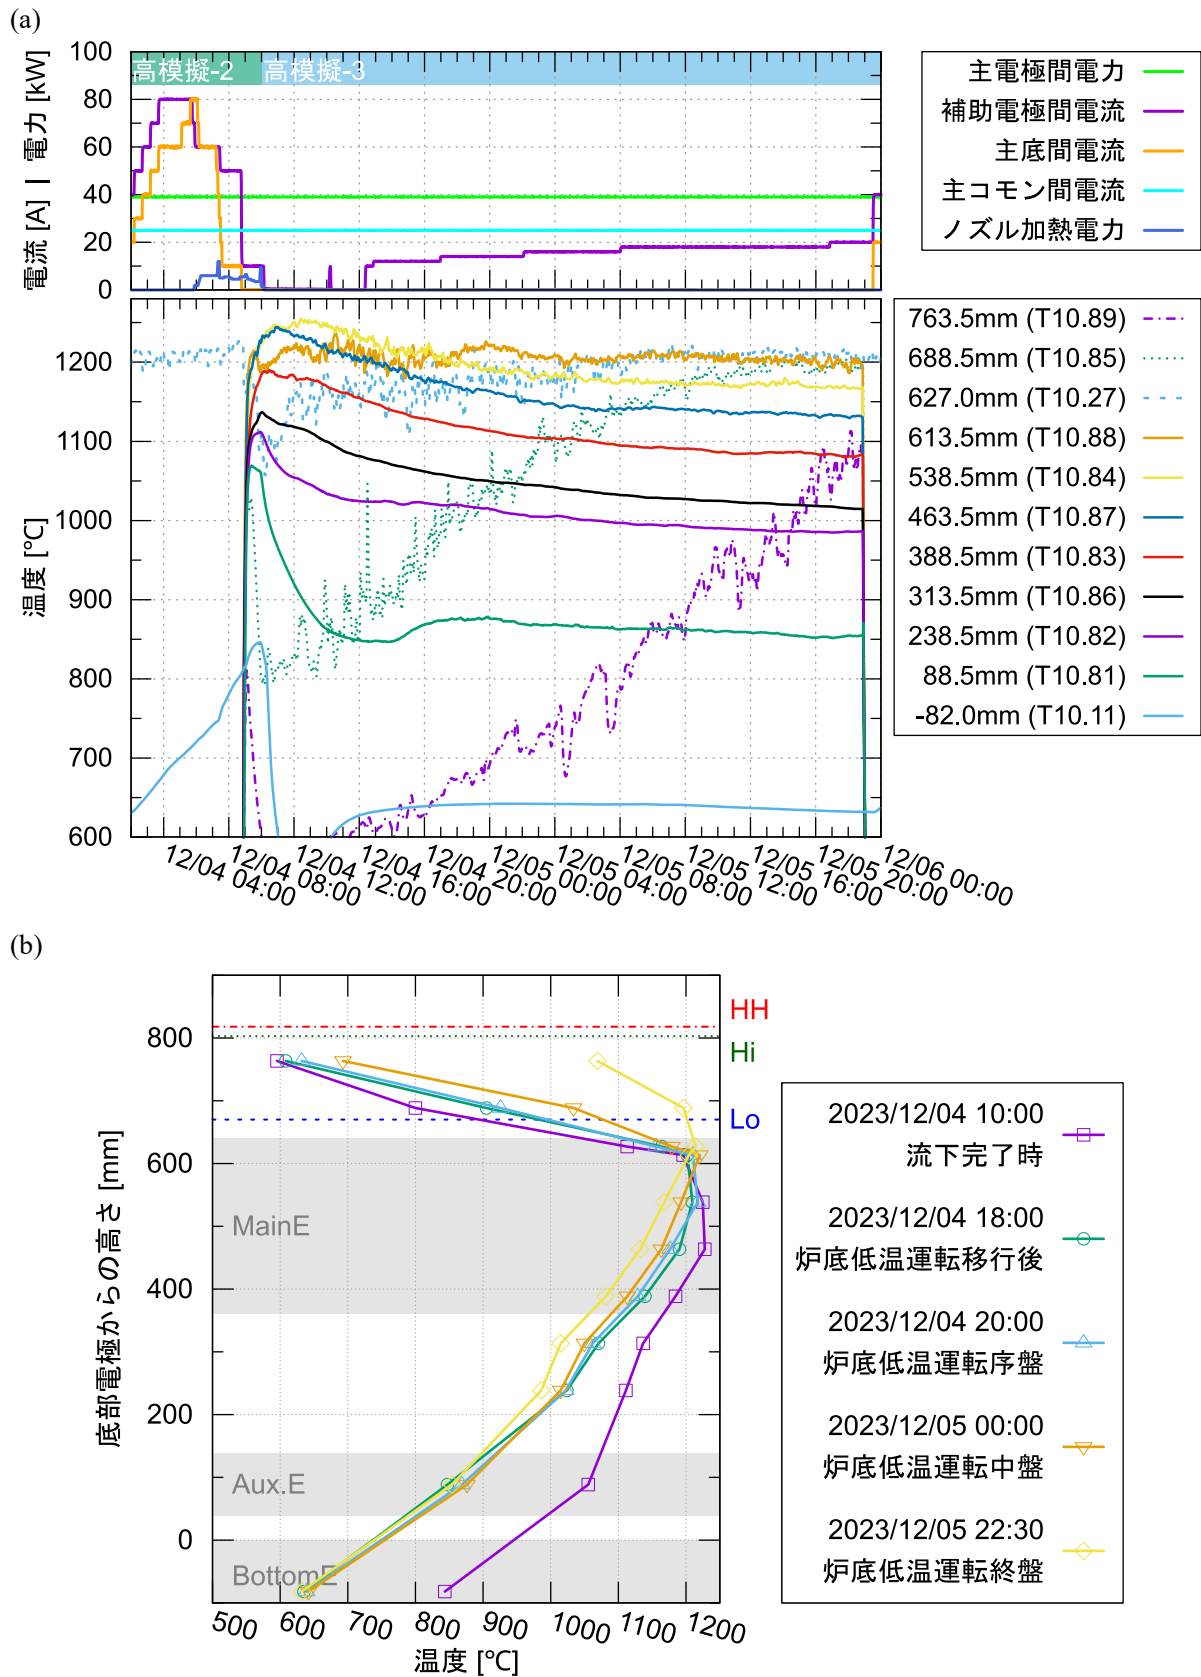 (a)
100
80
60
40
20
0
電流 [A] | 電力 [kW]
高模擬-2
高模擬-3
主電極間電力
補助電極間電流
主底間電流
主コモン間電流
ノズル加熱電力
1200
1100
1000
900
800
700
600
温度 [℃]
763.5mm (T10.89)
688.5mm (T10.85)
627.0mm (T10.27)
613.5mm (T10.88)
538.5mm (T10.84)
463.5mm (T10.87)
388.5mm (T10.83)
313.5mm (T10.86)
238.5mm (T10.82)
88.5mm (T10.81)
-82.0mm (T10.11)
12/04 04:00
12/04 08:00
12/04 12:00
12/04 16:00
12/04 20:00
12/05 00:00
12/05 04:00
12/05 08:00
12/05 12:00
12/05 16:00
12/05 20:00
12/06 00:00
(b)
800
600
400
200
0
底部電極からの高さ [mm]
HH
Hi
Lo
MainE
Aux.E
BottomE
500
600
700
800
900
1000
1100
1200
温度 [℃]
2023/12/04 10:00
流下完了時
2023/12/04 18:00
炉底低温運転移行後
2023/12/04 20:00
炉底低温運転序盤
2023/12/05 00:00
炉底低温運転中盤
2023/12/05 22:30
炉底低温運転終盤